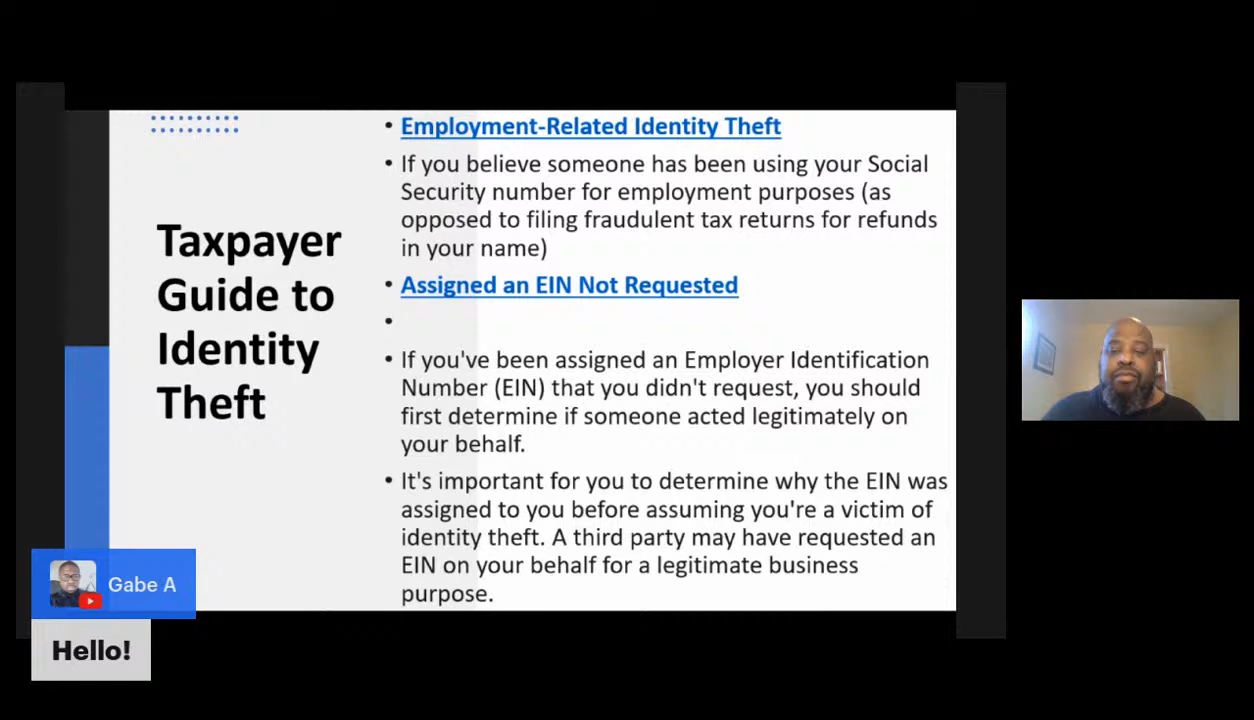 Taxpayer
Guide to
Identity
Theft
• Employment-Related Identity Theft
• If you believe someone has been using your Social
Security number for employment purposes (as
opposed to filing fraudulent tax returns for refunds
in your name)
• Assigned an EIN Not Requested
•
• If you've been assigned an Employer Identification
Number (EIN) that you didn't request, you should
first determine if someone acted legitimately on
your behalf.
• It's important for you to determine why the EIN was
assigned to you before assuming you're a victim of
identity theft. A third party may have requested an
EIN on your behalf for a legitimate business
purpose.
Gabe A
Hello!